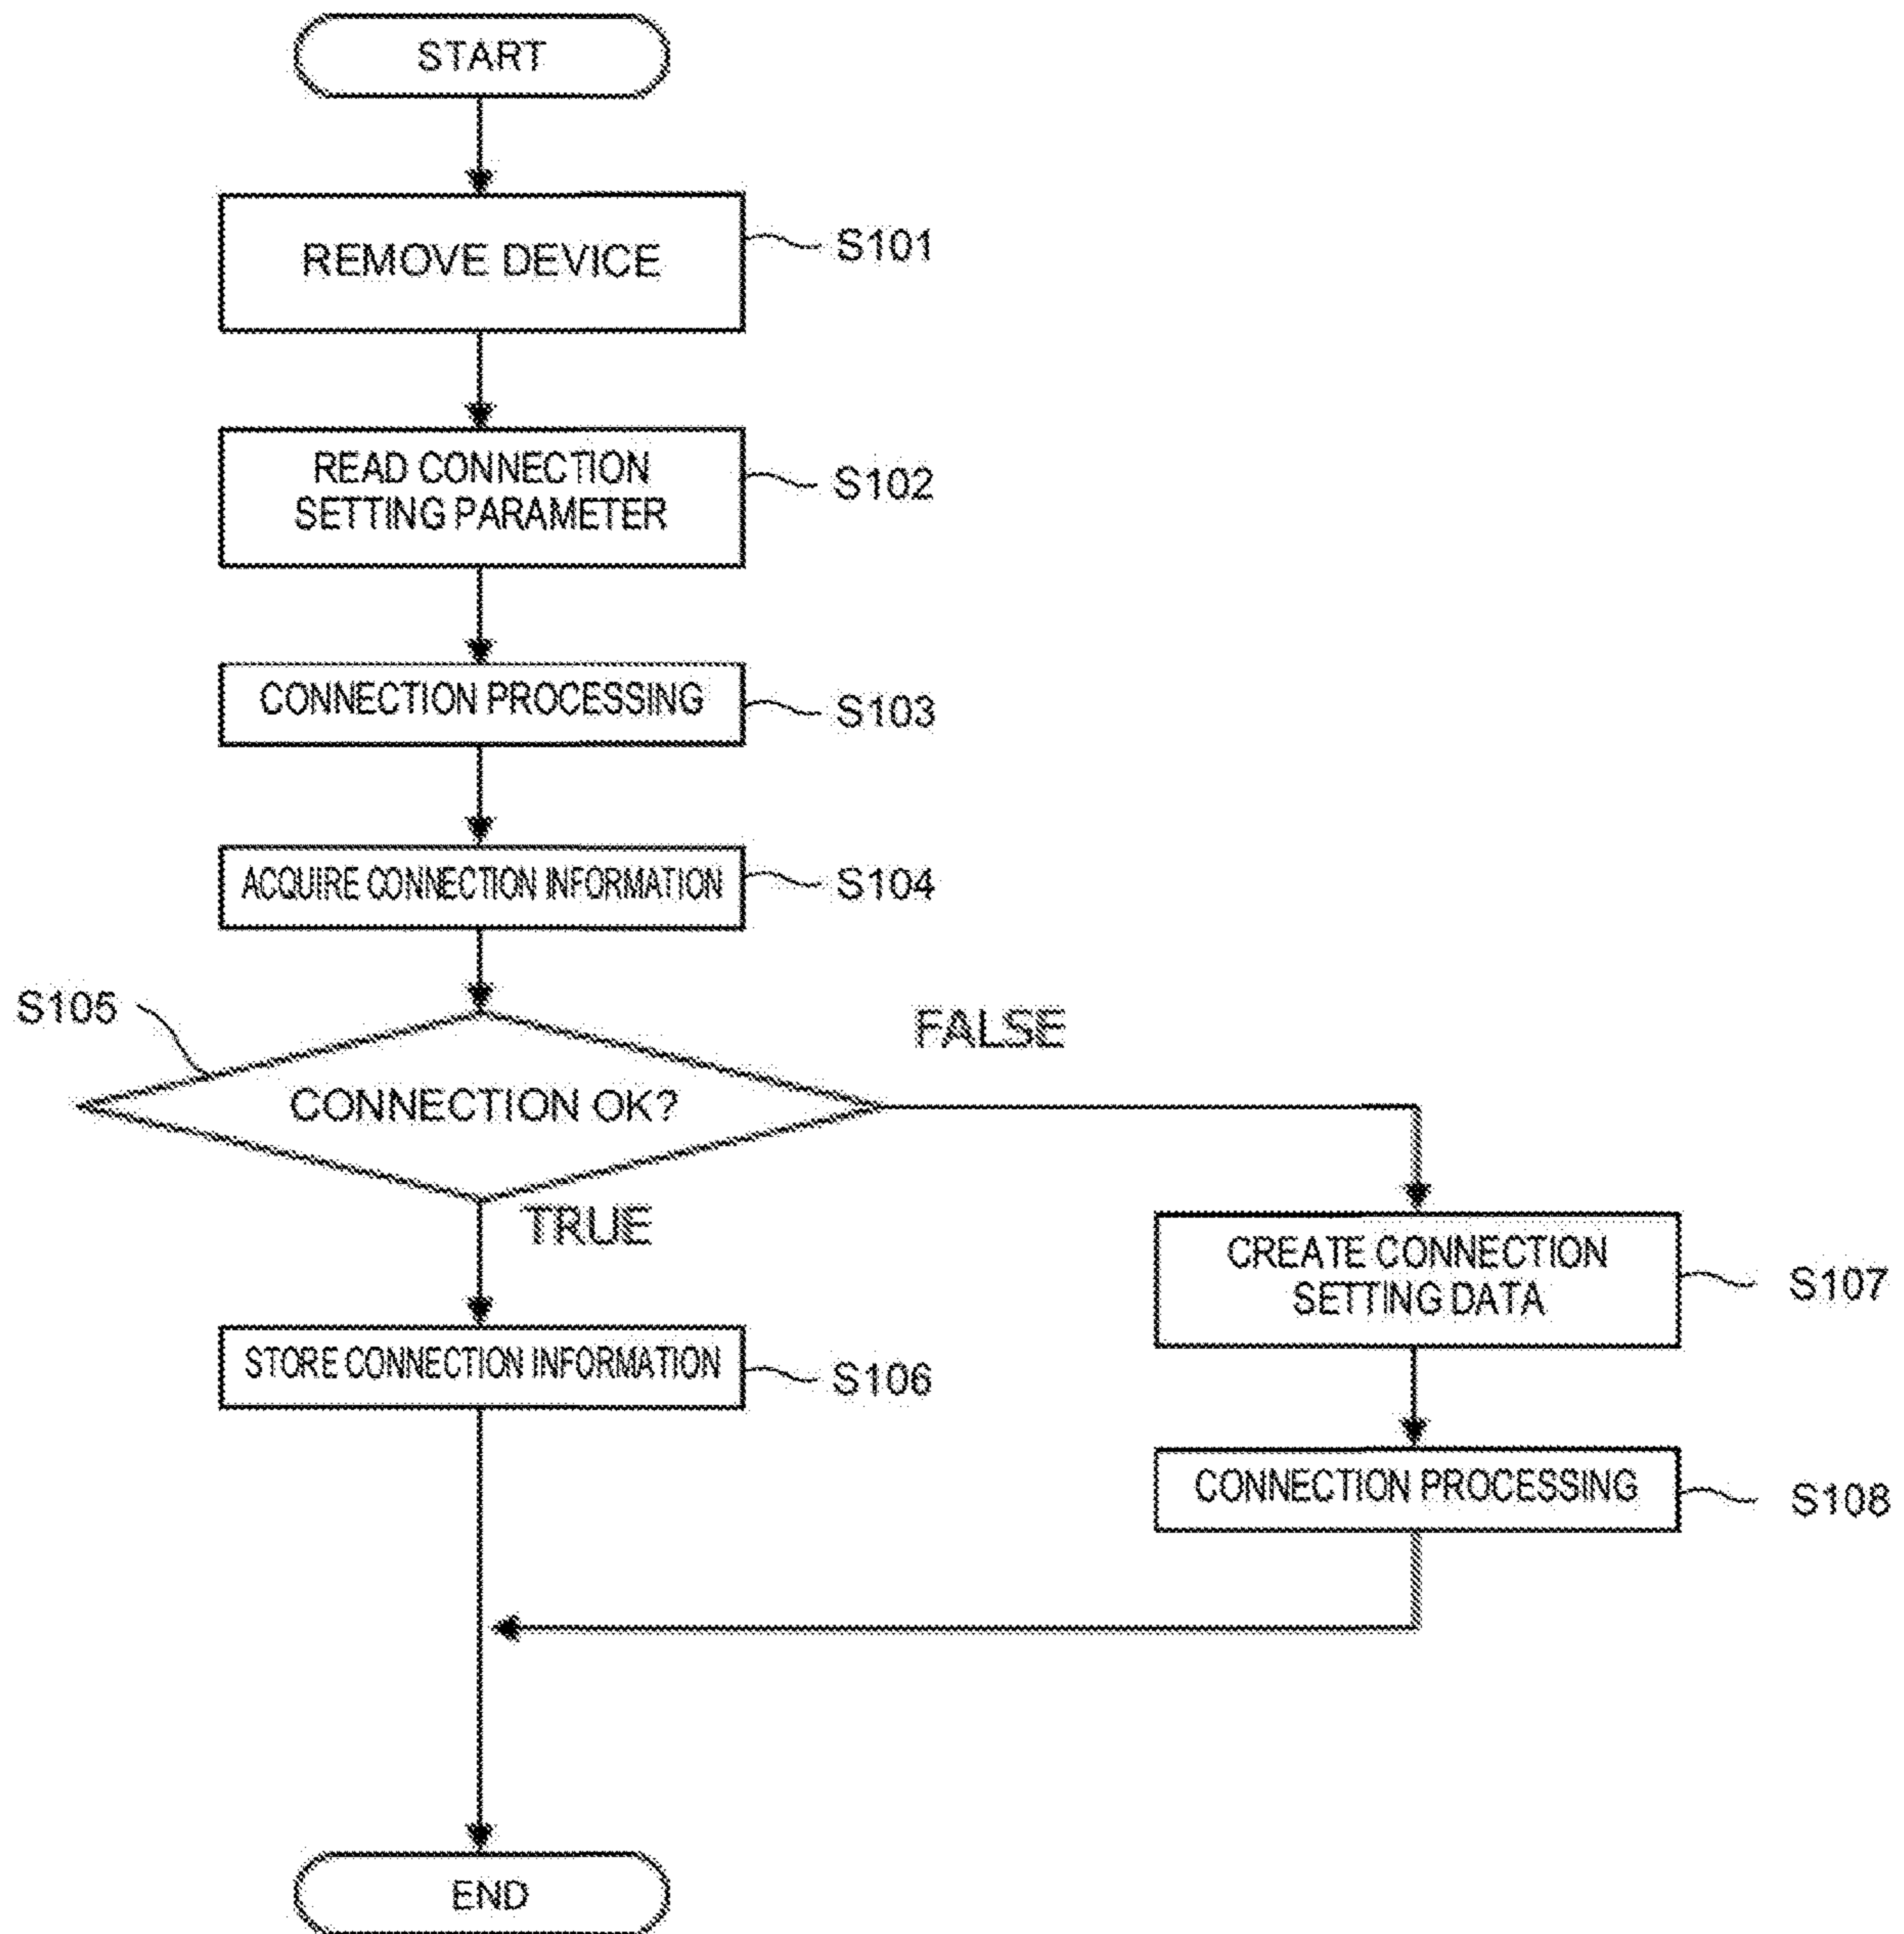 START
REMOVE DEVICE
S101
READ CONNECTION
SETTING PARAMETER
S102
CONNECTION PROCESSING
S103
ACQUIRE CONNECTION INFORMATION
S104
S105
CONNECTION OK?
FALSE
TRUE
STORE CONNECTION INFORMATION
S106
CREATE CONNECTION
SETTING DATA
S107
CONNECTION PROCESSING
S108
END